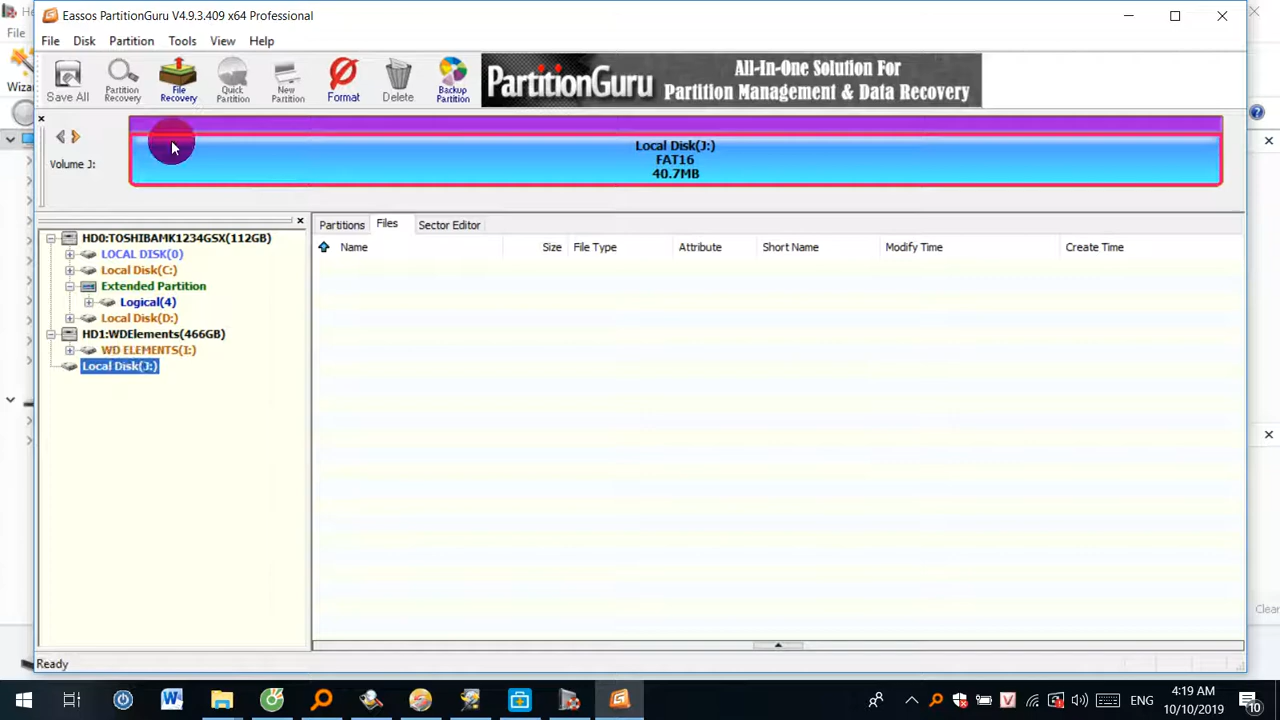 Eassos PartitionGuru V4.9.3.409 x64 Professional
File Disk Partition Tools View Help
File
Save All
Partition Recovery
File Recovery
Quick Partition
New Partition
Format
Delete
Backup Partition
PartitionGuru
All-In-One Solution For
Partition Management & Data Recovery
Volume J:
Local Disk(J:)
FAT16
40.7MB
Partitions Files Sector Editor
Name Size File Type Attribute Short Name Modify Time Create Time
HD0:TOSHIBAMK1234GSX(112GB)
LOCAL DISK(0)
Local Disk(C:)
Extended Partition
Logical(4)
Local Disk(D:)
HD1:WDElements(466GB)
WD ELEMENTS(I:)
Local Disk(J:)
Ready
ENG
4:19 AM
10/10/2019
10